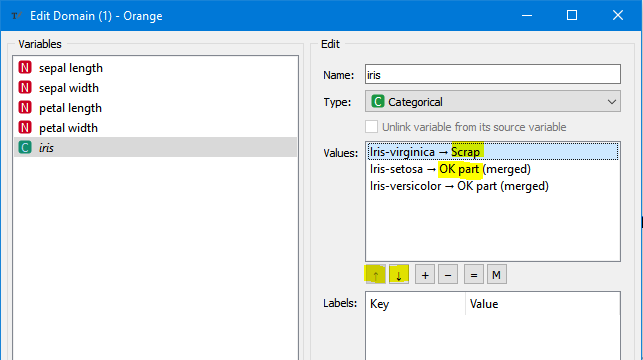 Edit Domain (1) - Orange
Variables
N sepal length
N sepal width
N petal length
N petal width
C iris
Edit
Name: iris
Type: C Categorical
Unlink variable from its source variable
Values: Iris-virginica → Scrap
Iris-setosa → OK part (merged)
Iris-versicolor → OK part (merged)
↑ ↓ + − = M
Labels: Key Value